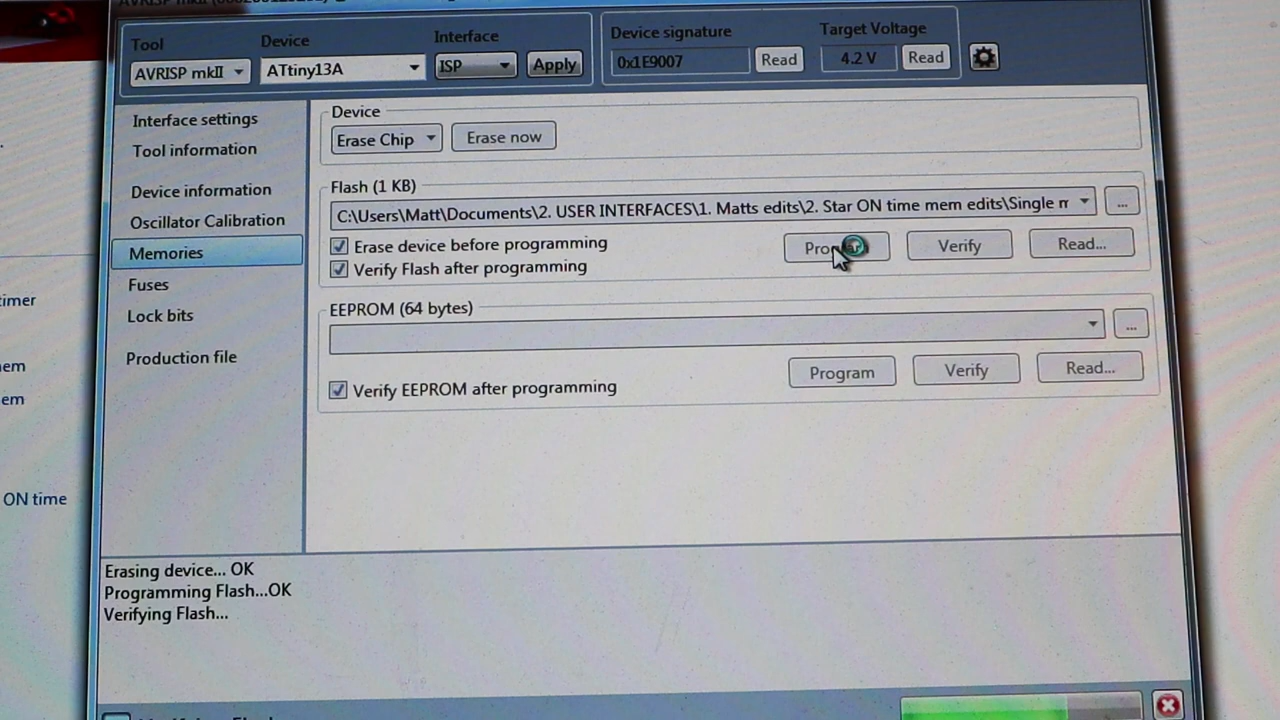 Tool
Device
Interface
Device signature
Target Voltage
AVRISP mkII
ATtiny13A
ISP
Apply
0x1E9007
Read
4.2 V
Read
Interface settings
Tool information
Device information
Oscillator Calibration
Memories
Fuses
Lock bits
Production file
Device
Erase Chip
Erase now
Flash (1 KB)
C:\Users\Matt\Documents\2. USER INTERFACES\1. Matts edits\2. Star ON time mem edits\Single
...
Erase device before programming
Verify Flash after programming
Verify
Read...
EEPROM (64 bytes)
...
Verify EEPROM after programming
Program
Verify
Read...
ON time
Erasing device... OK
Programming Flash...OK
Verifying Flash...